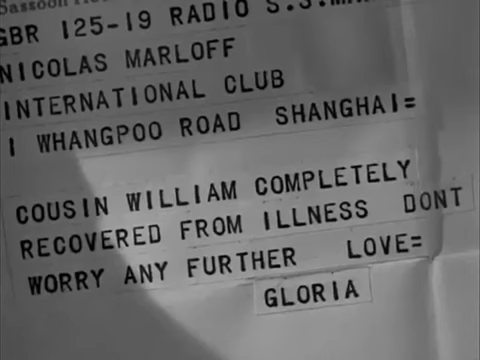 Sassoon
GBR 125-19 RADIO S.S.
NICOLAS MARLOFF
INTERNATIONAL CLUB
1 WHANGPOO ROAD SHANGHAI=
COUSIN WILLIAM COMPLETELY
RECOVERED FROM ILLNESS DONT
WORRY ANY FURTHER LOVE=
GLORIA